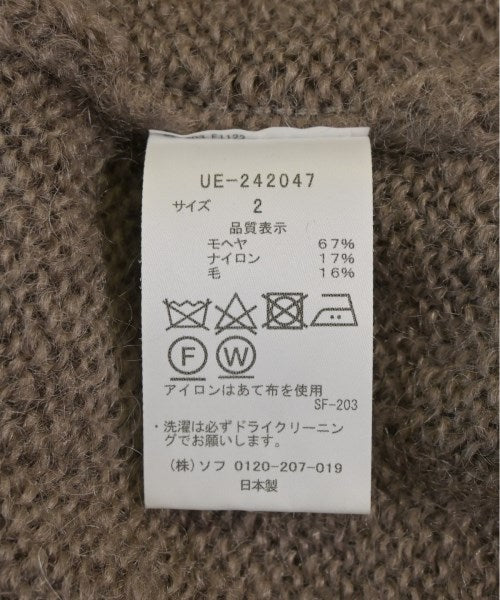 UE-242047
サイズ 2
品質表示
モヘヤ 67%
ナイロン 17%
毛 16%
F W
アイロンはあて布を使用
SF-203
・洗濯は必ずドライクリーニン
グでお願いします。
(株)ソフ 0120-207-019
日本製